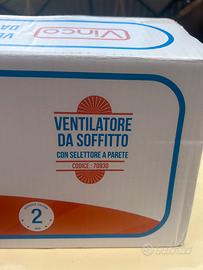 Vinco
VENTILATORE
DA SOFFITTO
CON SELETTORE A PARETE
CODICE: 70930
2